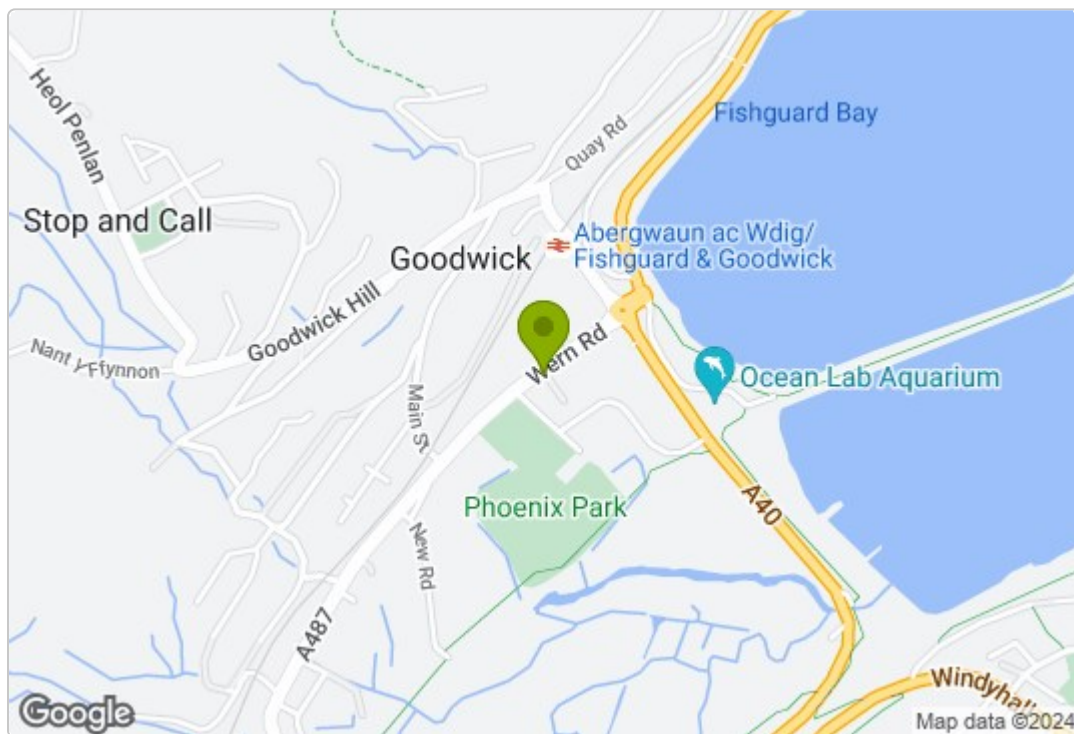 Heol Penlan
Quay Rd
Fishguard Bay
Stop and Call
Goodwick
Abergwaun ac Wdig/
Fishguard & Goodwick
Goodwick Hill
Wern Rd
Nant Y Ffynnon
Ocean Lab Aquarium
Main St
Phoenix Park
A40
New Rd
A487
Windyhall
Google
Map data ©2024